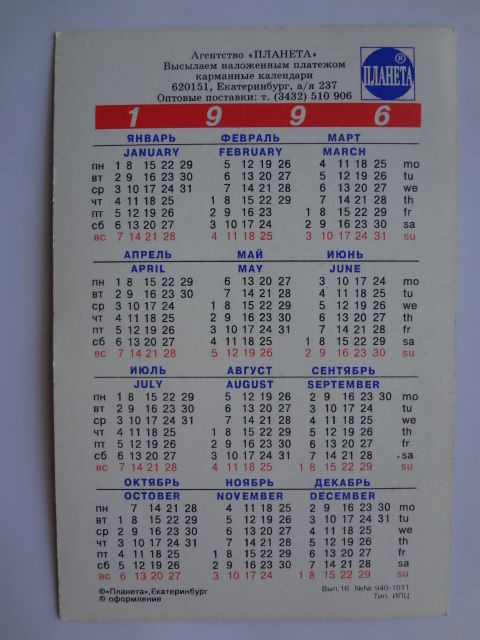 Агентство «ПЛАНЕТА»
Высылаем наложенным платежом
карманные календари
620151, Екатеринбург, а/я 237
Оптовые поставки: т. (3432) 510 906
®
ПЛАНЕТА
1 9 9 6
ЯНВАРЬ ФЕВРАЛЬ МАРТ
JANUARY FEBRUARY MARCH
пн 1 8 15 22 29 5 12 19 26 4 11 18 25 mo
вт 2 9 16 23 30 6 13 20 27 5 12 19 26 tu
ср 3 10 17 24 31 7 14 21 28 6 13 20 27 we
чт 4 11 18 25 1 8 15 22 29 7 14 21 28 th
пт 5 12 19 26 2 9 16 23 1 8 15 22 29 fr
сб 6 13 20 27 3 10 17 24 2 9 16 23 30 sa
вс 7 14 21 28 4 11 18 25 3 10 17 24 31 su
АПРЕЛЬ МАЙ ИЮНЬ
APRIL MAY JUNE
пн 1 8 15 22 29 6 13 20 27 3 10 17 24 mo
вт 2 9 16 23 30 7 14 21 28 4 11 18 25 tu
ср 3 10 17 24 1 8 15 22 29 5 12 19 26 we
чт 4 11 18 25 2 9 16 23 30 6 13 20 27 th
пт 5 12 19 26 3 10 17 24 31 7 14 21 28 fr
сб 6 13 20 27 4 11 18 25 1 8 15 22 29 sa
вс 7 14 21 28 5 12 19 26 2 9 16 23 30 su
ИЮЛЬ АВГУСТ СЕНТЯБРЬ
JULY AUGUST SEPTEMBER
пн 1 8 15 22 29 5 12 19 26 2 9 16 23 30 mo
вт 2 9 16 23 30 6 13 20 27 3 10 17 24 tu
ср 3 10 17 24 31 7 14 21 28 4 11 18 25 we
чт 4 11 18 25 1 8 15 22 29 5 12 19 26 th
пт 5 12 19 26 2 9 16 23 30 6 13 20 27 fr
сб 6 13 20 27 3 10 17 24 31 7 14 21 28 sa
вс 7 14 21 28 4 11 18 25 1 8 15 22 29 su
ОКТЯБРЬ НОЯБРЬ ДЕКАБРЬ
OCTOBER NOVEMBER DECEMBER
пн 7 14 21 28 4 11 18 25 2 9 16 23 30 mo
вт 1 8 15 22 29 5 12 19 26 3 10 17 24 31 tu
ср 2 9 16 23 30 6 13 20 27 4 11 18 25 we
чт 3 10 17 24 31 7 14 21 28 5 12 19 26 th
пт 4 11 18 25 1 8 15 22 29 6 13 20 27 fr
сб 5 12 19 26 2 9 16 23 30 7 14 21 28 sa
вс 6 13 20 27 3 10 17 24 1 8 15 22 29 su
©«Планета», Екатеринбург Вып.16 №№ 940-1011
© оформление Тип. ИПЦ